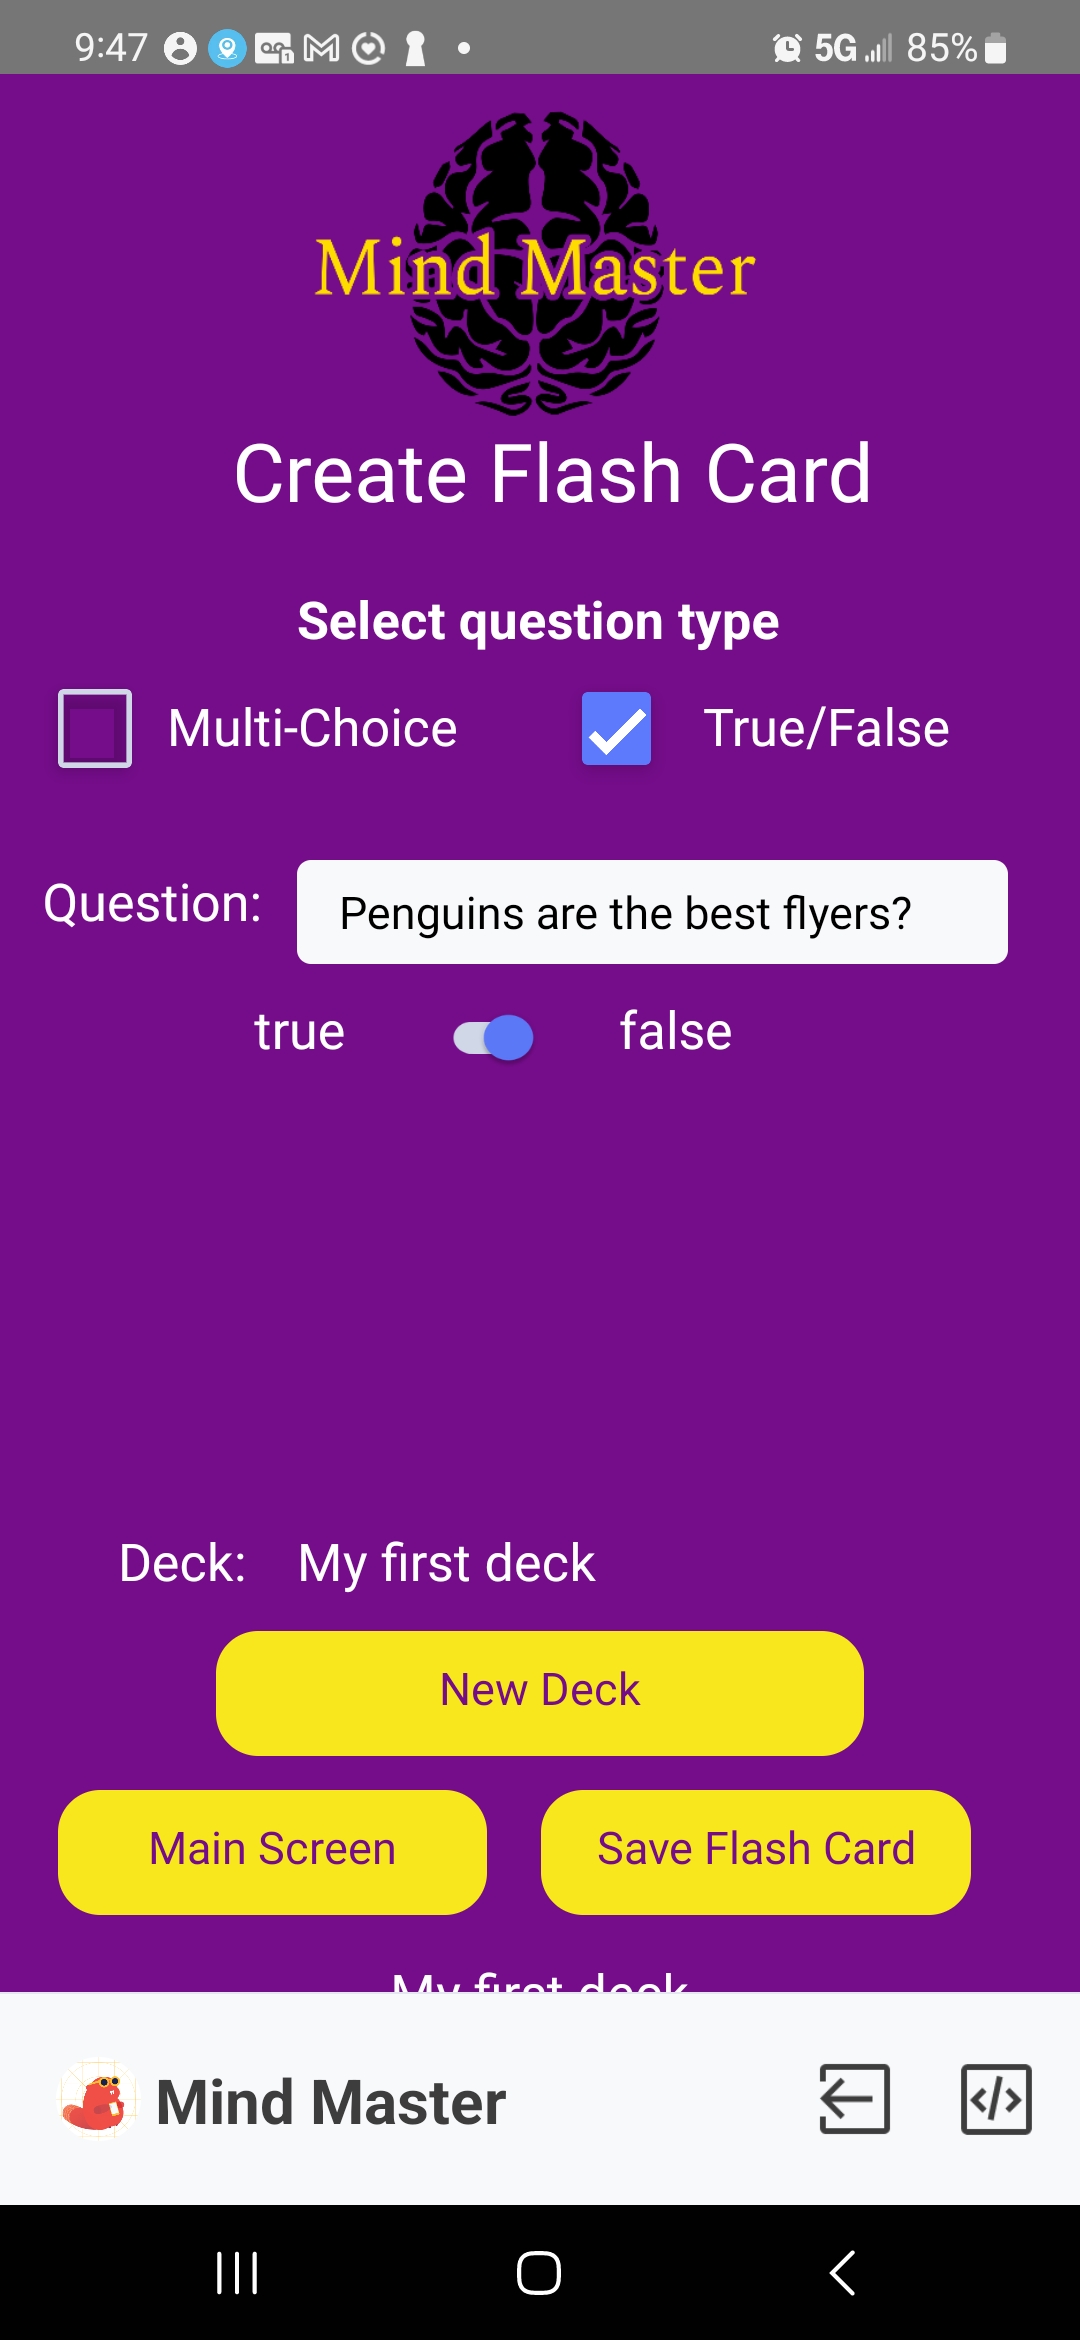 9:47 5G 85%
Mind Master
Create Flash Card
Select question type
Multi-Choice True/False
Question: Penguins are the best flyers?
true false
Deck: My first deck
New Deck
Main Screen Save Flash Card
My first deck
Mind Master